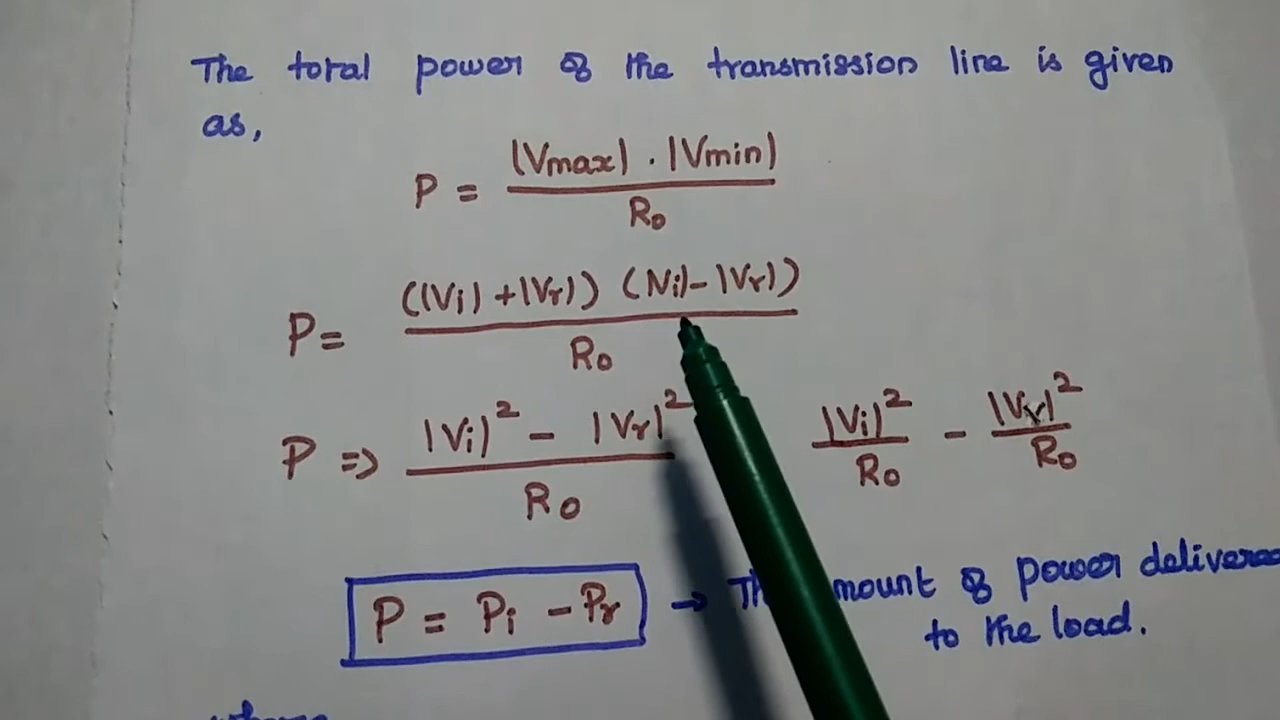 The total power of the transmission line is given
as,
P = |Vmax| . |Vmin| / R₀
P = (|Vi| + |Vr|) (|Vi| - |Vr|) / R₀
P => |Vi|² - |Vr|² / R₀ |Vi|² / R₀ - |Vr|² / R₀
P = Pi - Pr → mount of power delivered
to the load.
where